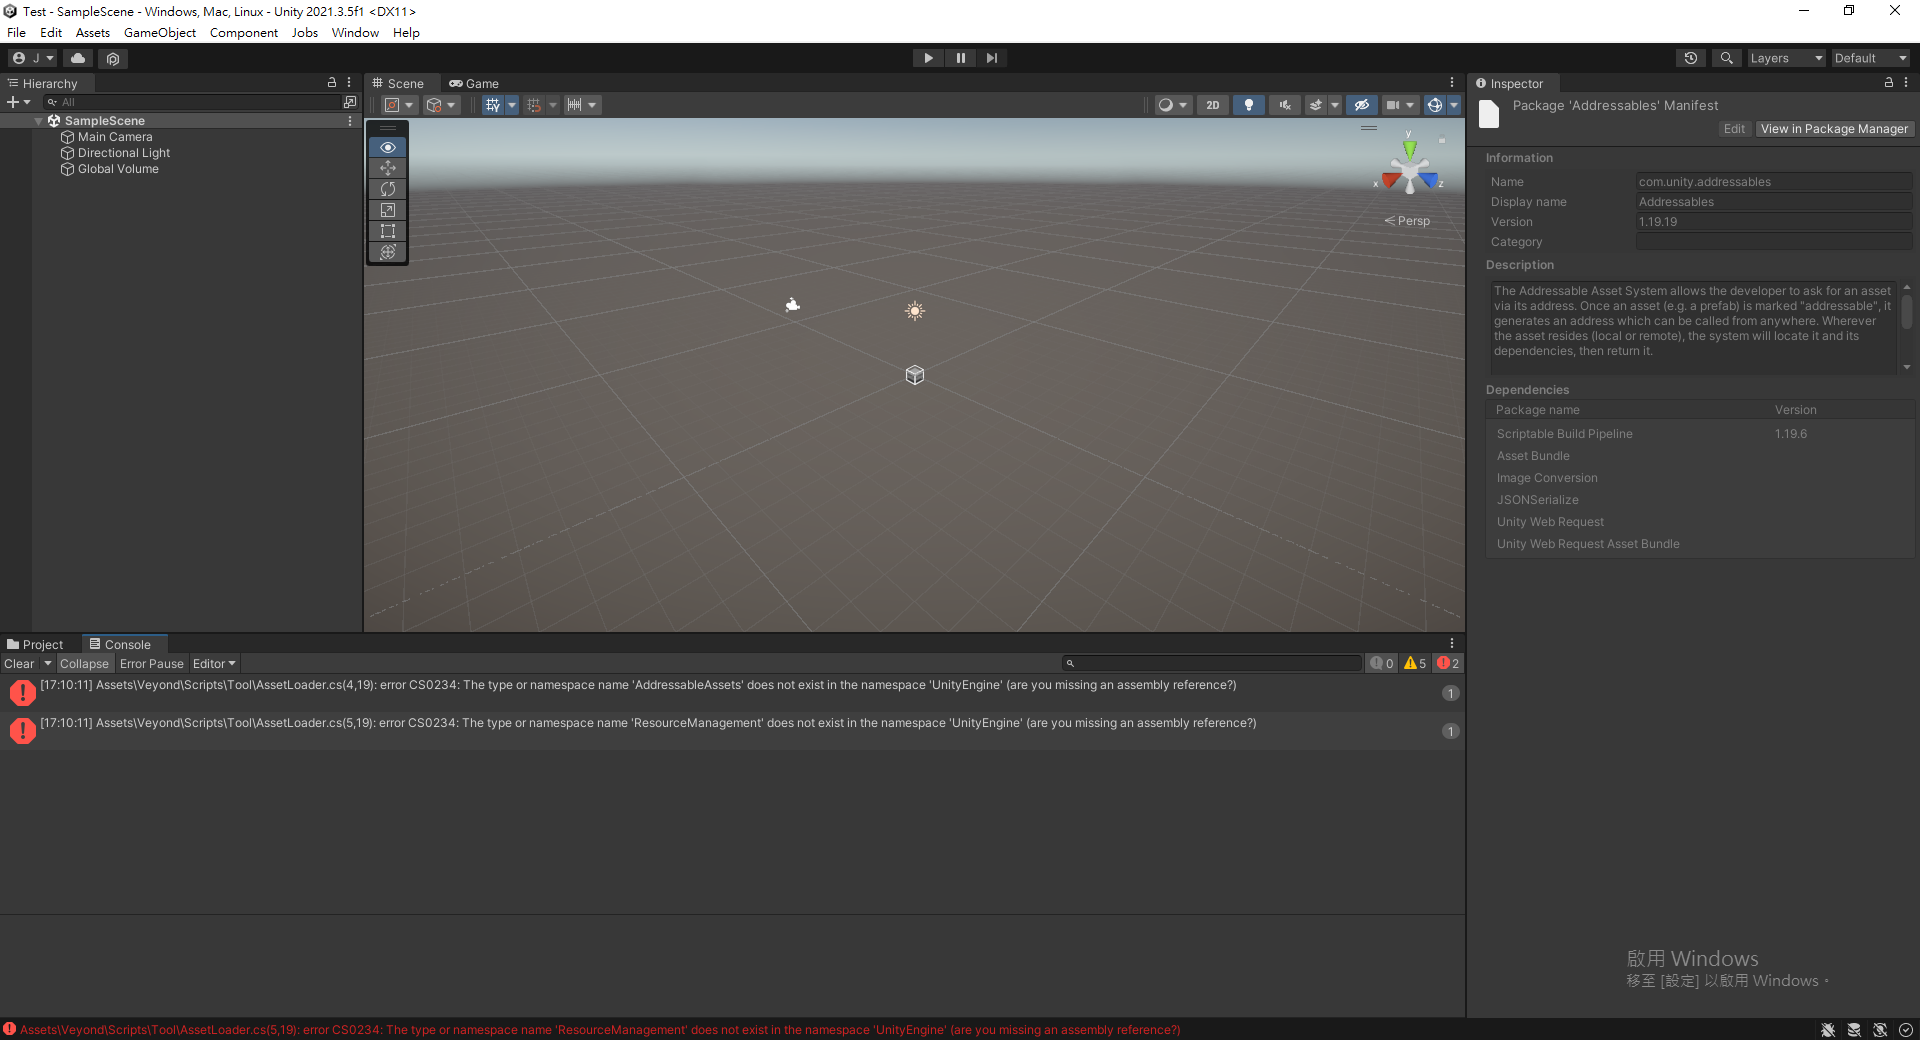 Test - SampleScene - Windows, Mac, Linux - Unity 2021.3.5f1 <DX11>
File Edit Assets GameObject Component Jobs Window Help
J
Layers
Default
Hierarchy
All
SampleScene
Main Camera
Directional Light
Global Volume
Scene
Game
2D
y
x
z
Persp
Inspector
Package 'Addressables' Manifest
Edit
View in Package Manager
Information
Name com.unity.addressables
Display name Addressables
Version 1.19.19
Category
Description
The Addressable Asset System allows the developer to ask for an asset
via its address. Once an asset (e.g. a prefab) is marked "addressable", it
generates an address which can be called from anywhere. Wherever
the asset resides (local or remote), the system will locate it and its
dependencies, then return it.
Dependencies
Package name Version
Scriptable Build Pipeline 1.19.6
Asset Bundle
Image Conversion
JSONSerialize
Unity Web Request
Unity Web Request Asset Bundle
Project
Console
Clear Collapse Error Pause Editor
0 5 2
[17:10:11] Assets\Veyond\Scripts\Tool\AssetLoader.cs(4,19): error CS0234: The type or namespace name 'AddressableAssets' does not exist in the namespace 'UnityEngine' (are you missing an assembly reference?)
1
[17:10:11] Assets\Veyond\Scripts\Tool\AssetLoader.cs(5,19): error CS0234: The type or namespace name 'ResourceManagement' does not exist in the namespace 'UnityEngine' (are you missing an assembly reference?)
1
啟用 Windows
移至 [設定] 以啟用 Windows。
Assets\Veyond\Scripts\Tool\AssetLoader.cs(5,19): error CS0234: The type or namespace name 'ResourceManagement' does not exist in the namespace 'UnityEngine' (are you missing an assembly reference?)